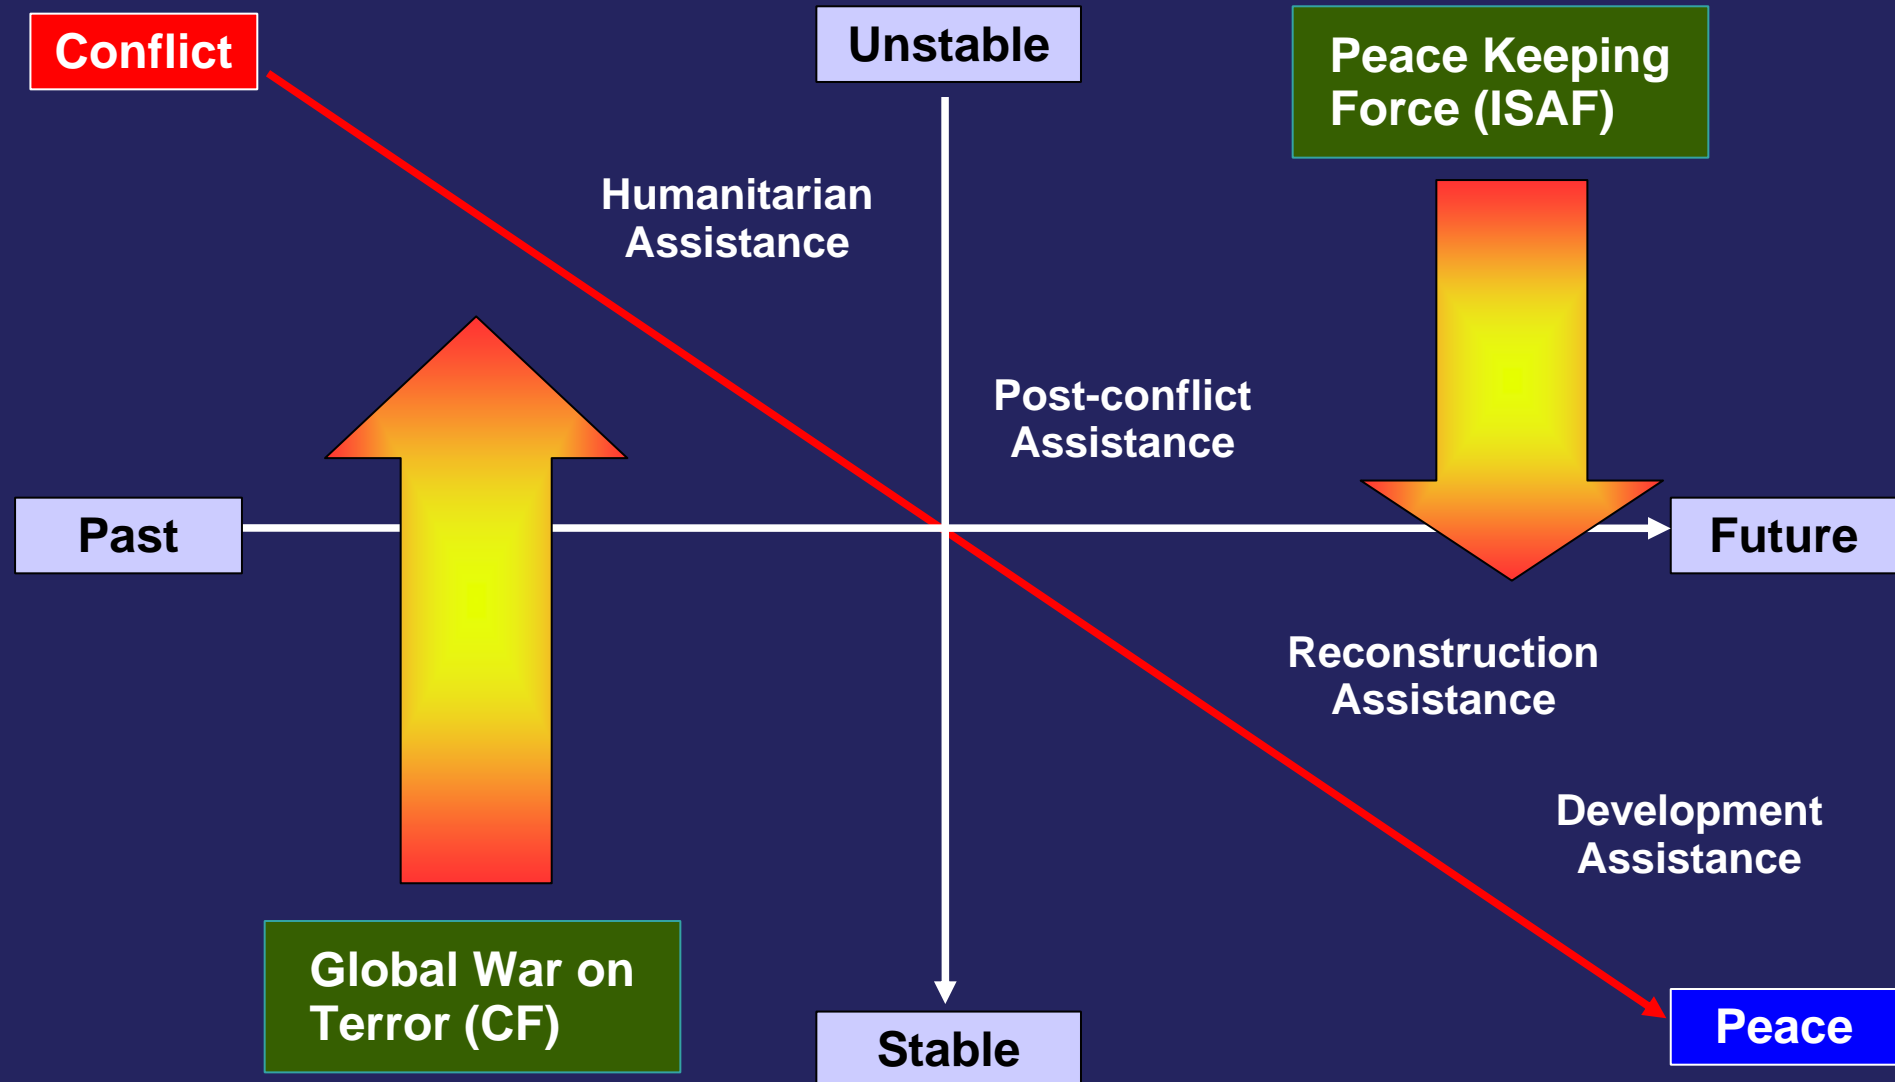 Conflict
Unstable
Peace Keeping
Force (ISAF)
Humanitarian
Assistance
Post-conflict
Assistance
Past
Future
Reconstruction
Assistance
Development
Assistance
Global War on
Terror (CF)
Stable
Peace